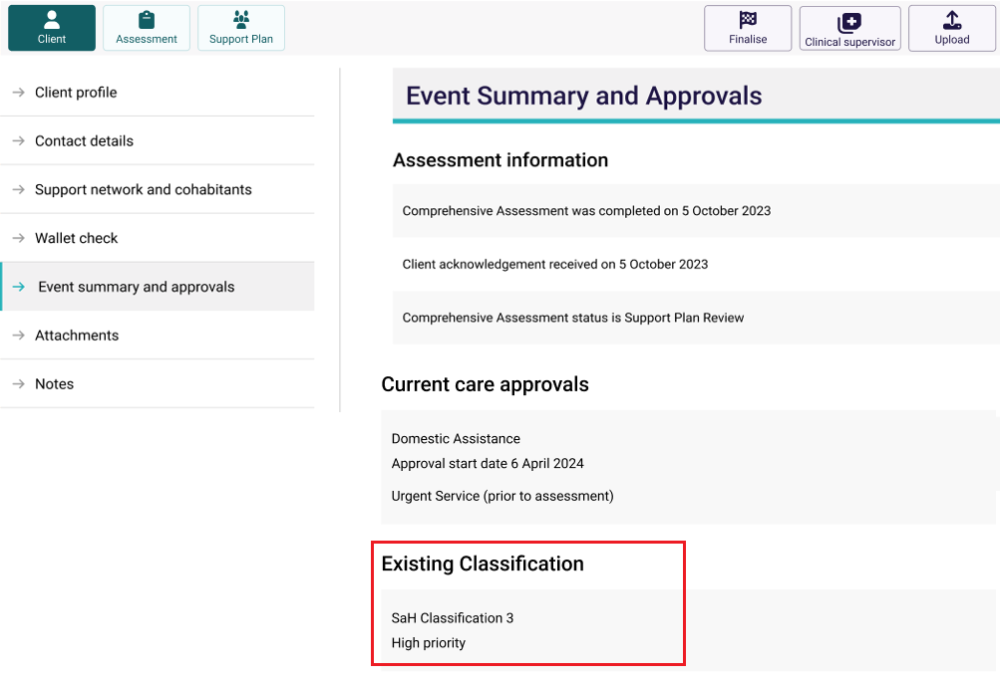 Client
Assessment
Support Plan
Finalise
Clinical supervisor
Upload
Client profile
Contact details
Support network and cohabitants
Wallet check
Event summary and approvals
Attachments
Notes
Event Summary and Approvals
Assessment information
Comprehensive Assessment was completed on 5 October 2023
Client acknowledgement received on 5 October 2023
Comprehensive Assessment status is Support Plan Review
Current care approvals
Domestic Assistance
Approval start date 6 April 2024
Urgent Service (prior to assessment)
Existing Classification
SaH Classification 3
High priority